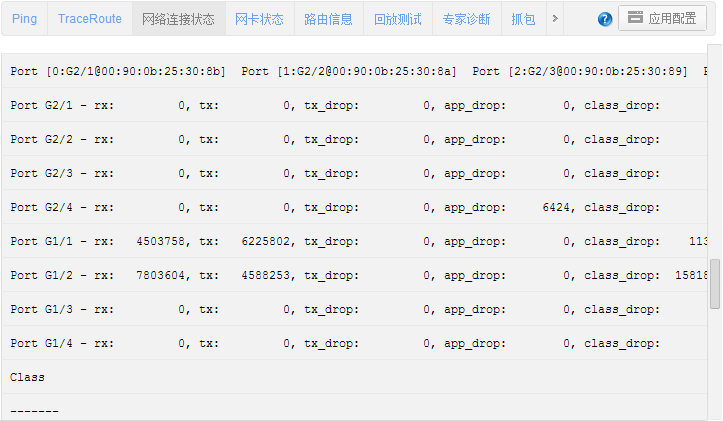 Ping TraceRoute 网络连接状态 网卡状态 路由信息 回放测试 专家诊断 抓包 > ? 应用配置
Port [0:G2/1@00:90:0b:25:30:8b] Port [1:G2/2@00:90:0b:25:30:8a] Port [2:G2/3@00:90:0b:25:30:89] P
Port G2/1 - rx: 0, tx: 0, tx_drop: 0, app_drop: 0, class_drop:
Port G2/2 - rx: 0, tx: 0, tx_drop: 0, app_drop: 0, class_drop:
Port G2/3 - rx: 0, tx: 0, tx_drop: 0, app_drop: 0, class_drop:
Port G2/4 - rx: 0, tx: 0, tx_drop: 0, app_drop: 6424, class_drop:
Port G1/1 - rx: 4503758, tx: 6225802, tx_drop: 0, app_drop: 0, class_drop: 113
Port G1/2 - rx: 7803604, tx: 4588253, tx_drop: 0, app_drop: 0, class_drop: 15818
Port G1/3 - rx: 0, tx: 0, tx_drop: 0, app_drop: 0, class_drop:
Port G1/4 - rx: 0, tx: 0, tx_drop: 0, app_drop: 0, class_drop:
Class
-------